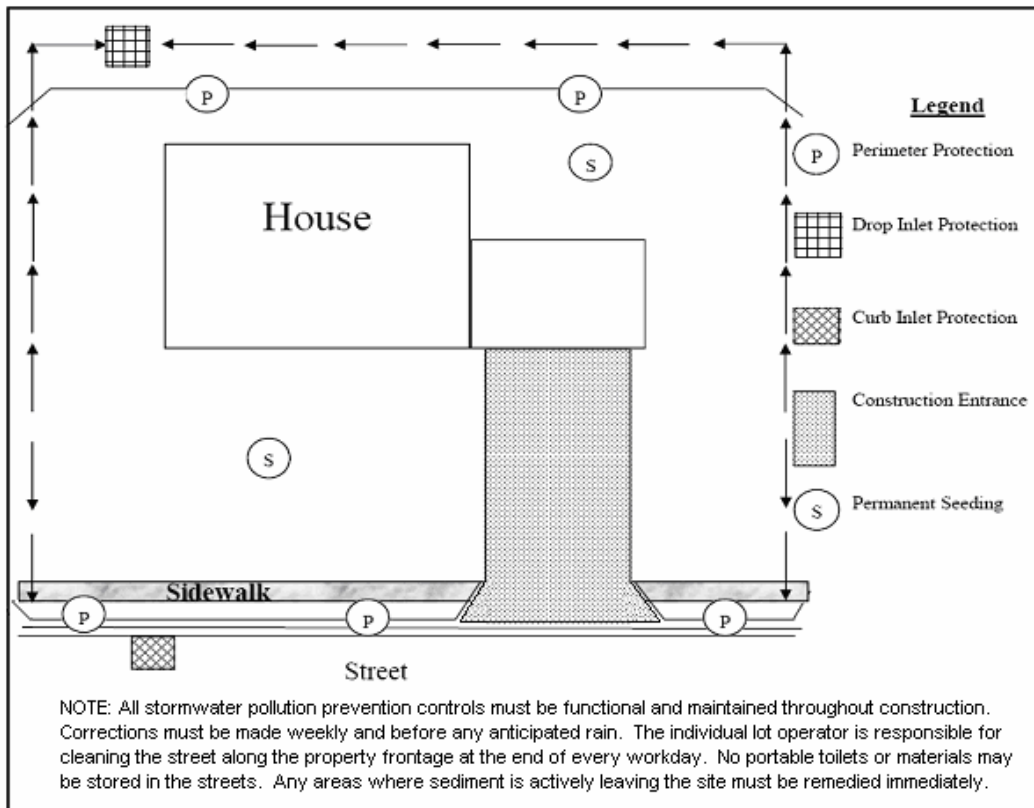 P
P
Legend
P Perimeter Protection
S
House
Drop Inlet Protection
Curb Inlet Protection
Construction Entrance
S
S Permanent Seeding
Sidewalk
P
P
P
Street
NOTE: All stormwater pollution prevention controls must be functional and maintained throughout construction.
Corrections must be made weekly and before any anticipated rain. The individual lot operator is responsible for
cleaning the street along the property frontage at the end of every workday. No portable toilets or materials may
be stored in the streets. Any areas where sediment is actively leaving the site must be remedied immediately.